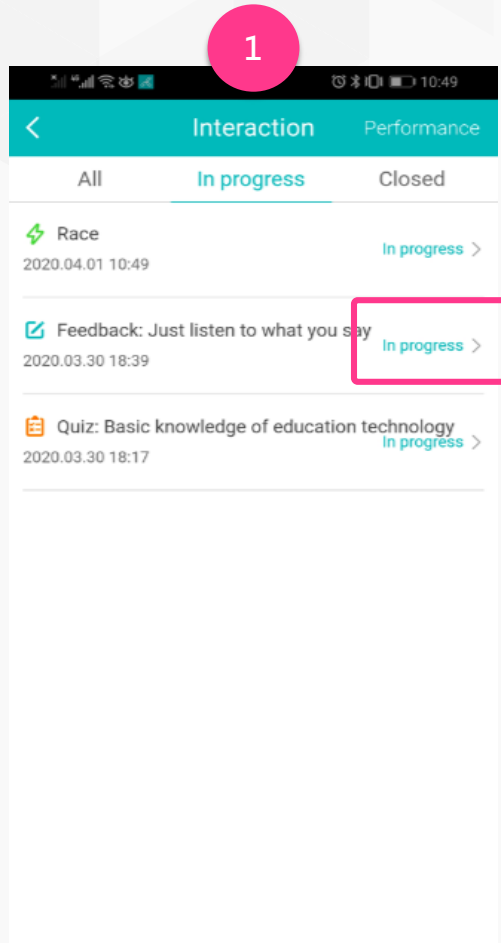 1
10:49
Interaction
Performance
All
In progress
Closed
Race
2020.04.01 10:49
In progress
Feedback: Just listen to what you say
2020.03.30 18:39
In progress
Quiz: Basic knowledge of education technology
2020.03.30 18:17
In progress